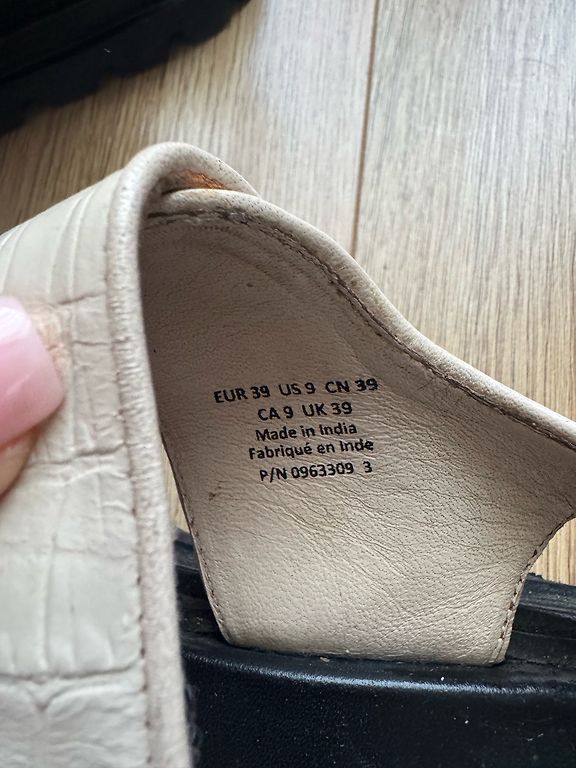 EUR 39 US 9 CN 39
CA 9 UK 39
Made in India
Fabriqué en Inde
P/N 0963309 3